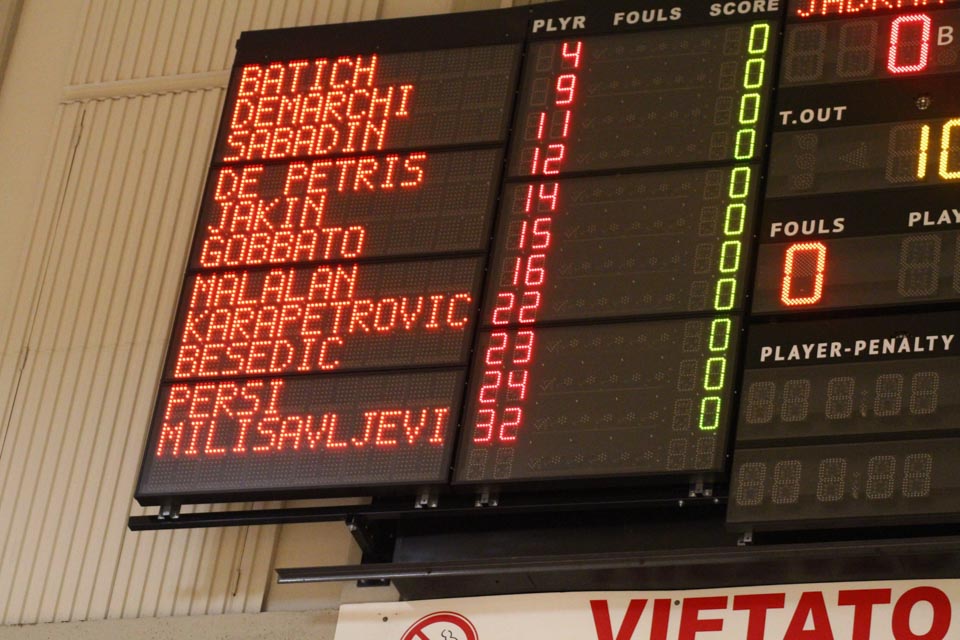 PLYR FOULS SCORE
BATICH 4 0
DEMARCHI 9 0
SABADIN 11 0
DE PETRIS 12 0
JAKIN 14 0
GOBBATO 15 0
MALALAN 16 0
KARAPETROVIC 22 0
BESEDIC 23 0
PERSI 24 0
MILISAVLJEVI 32 0
0 B
T.OUT
10
FOULS PLAY
0
PLAYER-PENALTY
VIETATO